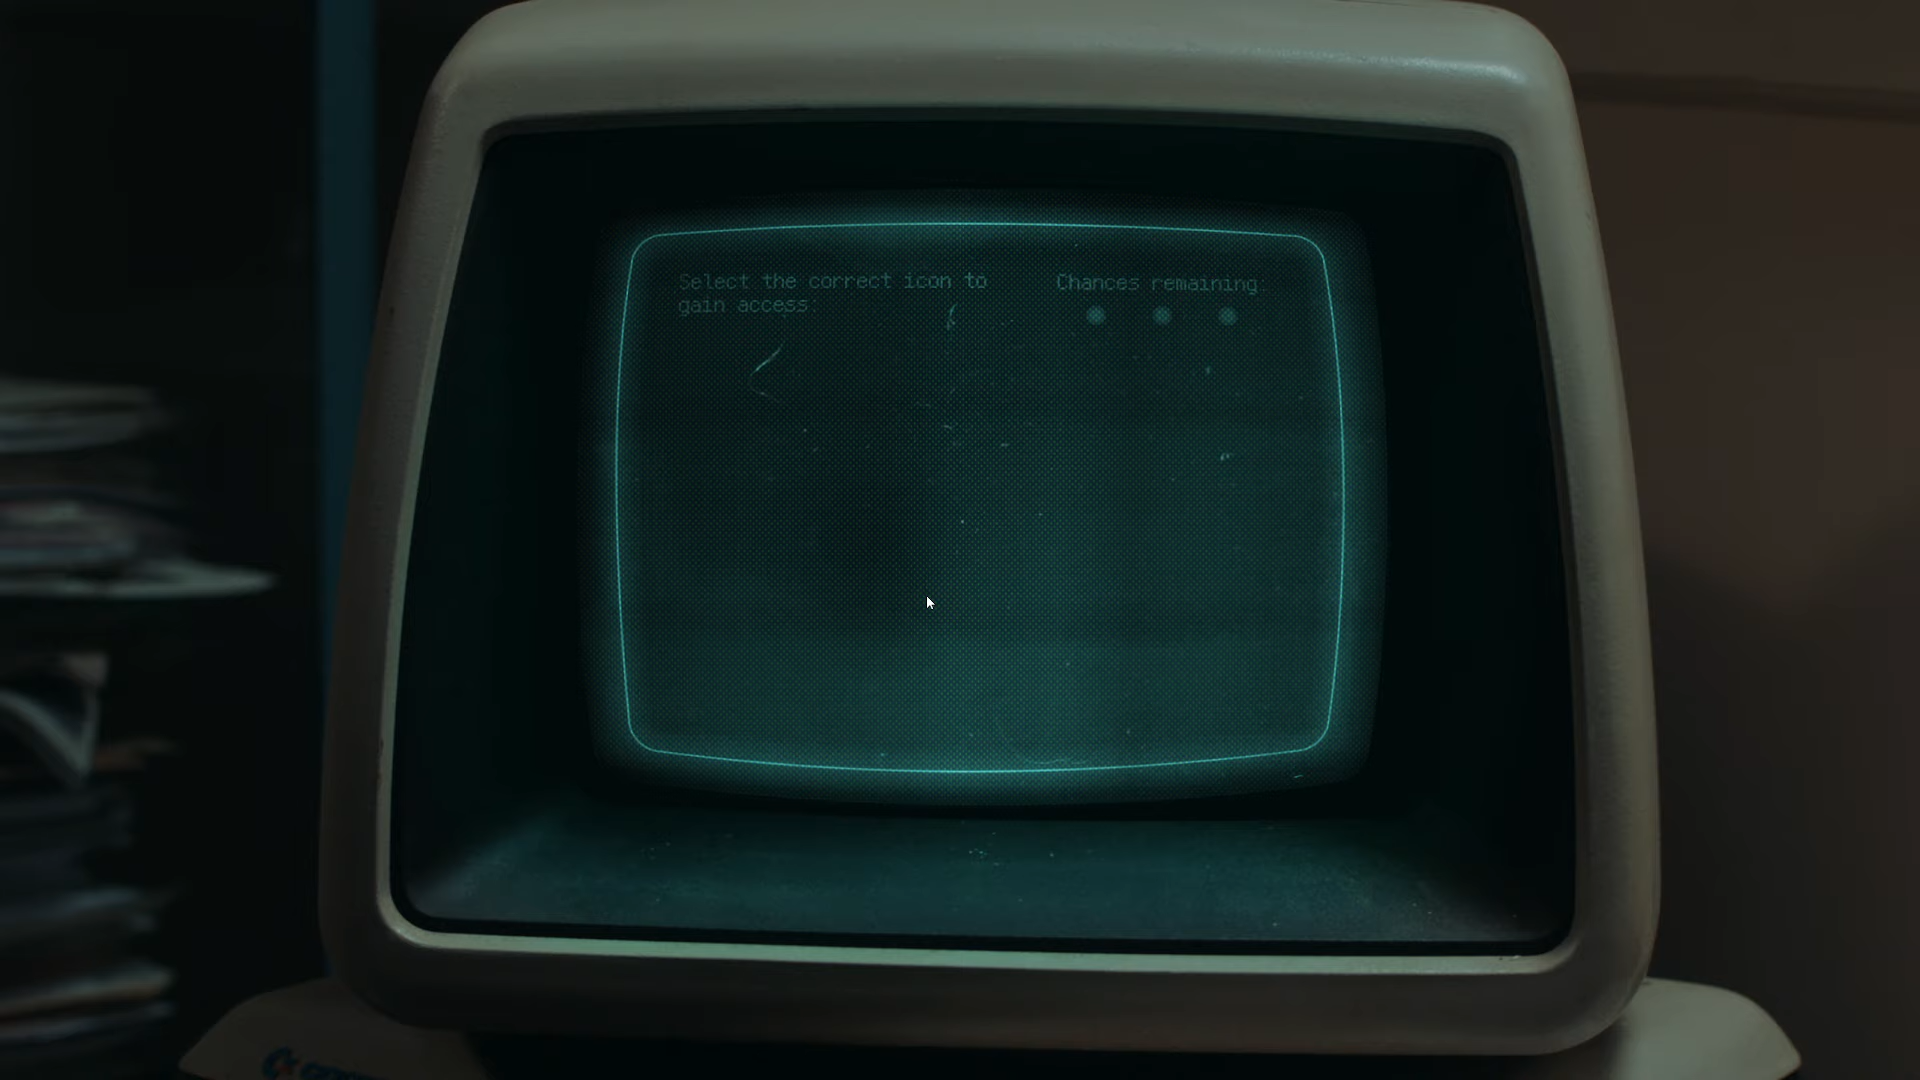 Select the correct icon to
gain access:
Chances remaining: